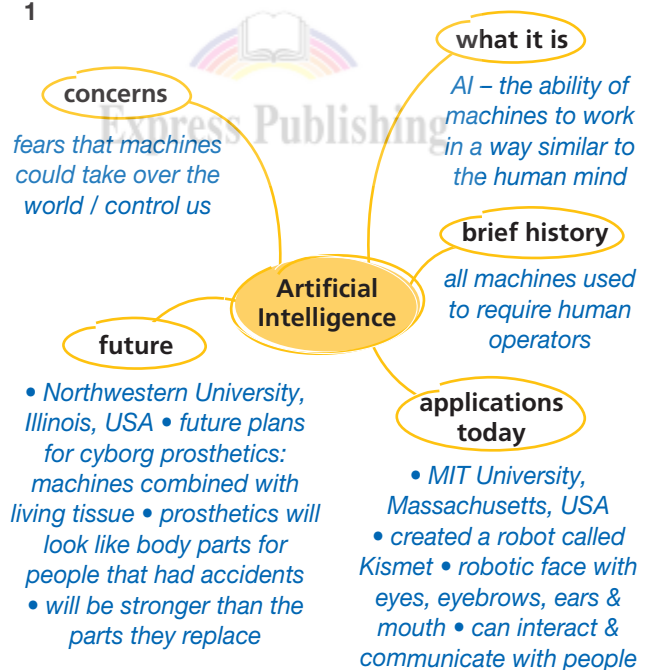 1
Express Publishing
what it is
AI – the ability of
machines to work
in a way similar to
the human mind
concerns
fears that machines
could take over the
world / control us
brief history
all machines used
to require human
operators
Artificial
Intelligence
future
• Northwestern University,
Illinois, USA • future plans
for cyborg prosthetics:
machines combined with
living tissue • prosthetics will
look like body parts for
people that had accidents
• will be stronger than the
parts they replace
applications
today
• MIT University,
Massachusetts, USA
• created a robot called
Kismet • robotic face with
eyes, eyebrows, ears &
mouth • can interact &
communicate with people